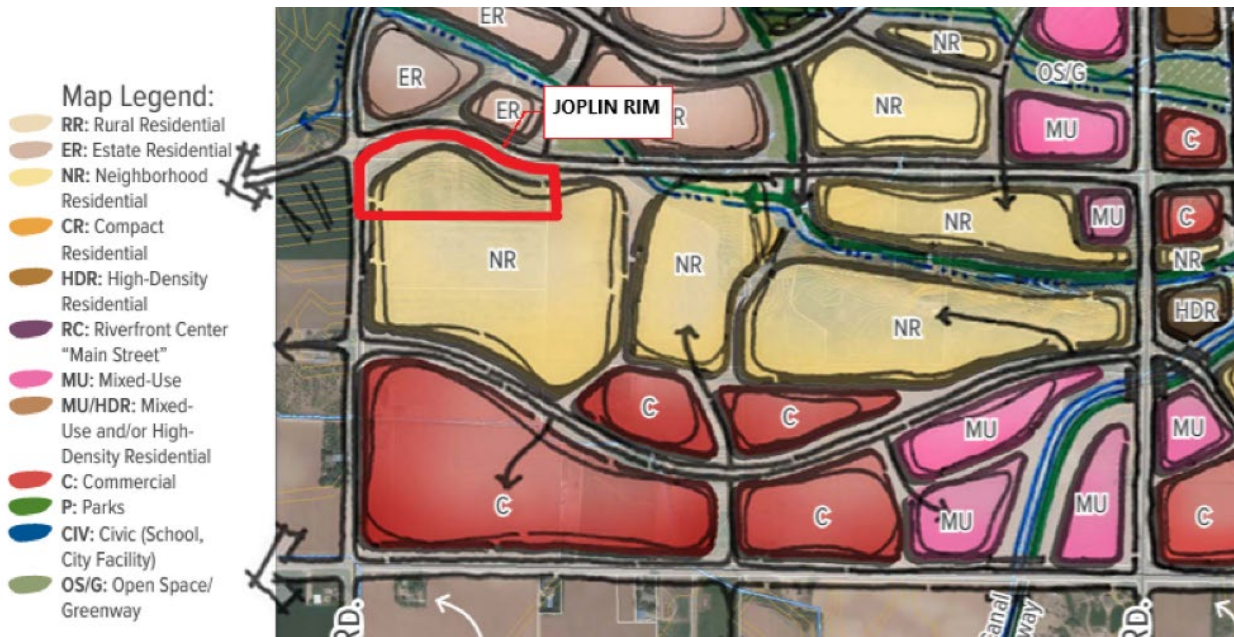 Map Legend:
RR: Rural Residential
ER: Estate Residential
NR: Neighborhood
Residential
CR: Compact
Residential
HDR: High-Density
Residential
RC: Riverfront Center
“Main Street”
MU: Mixed-Use
MU/HDR: Mixed-
Use and/or High-
Density Residential
C: Commercial
P: Parks
CIV: Civic (School,
City Facility)
OS/G: Open Space/
Greenway
ER
NR
OS/G
ER
ER
JOPLIN RIM
R
NR
MU
C
NR
NR
NR
MU
C
NR
NR
HDR
C
C
MU
MU
C
C
MU
MU
C
RD.
Canal
way
RD.